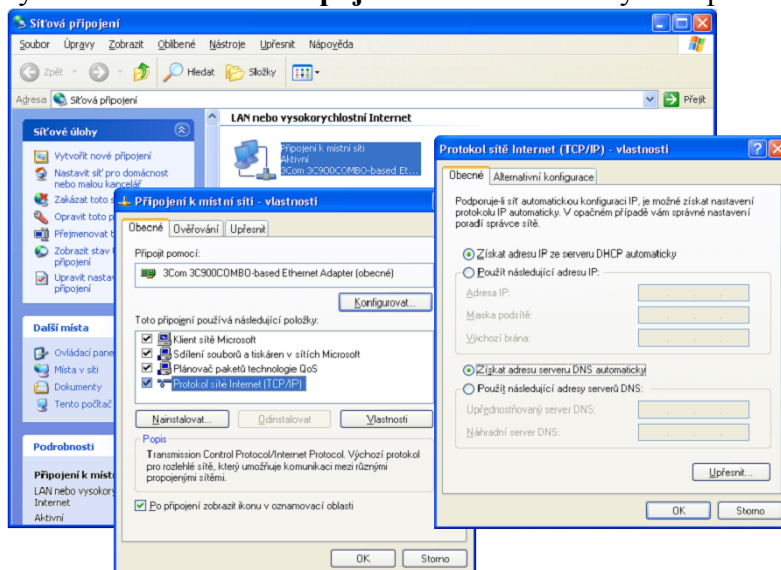 Síťová připojení
Soubor Úpravy Zobrazit Oblíbené Nástroje Upřesnit Nápověda
Zpět Hledat Složky
Adresa Síťová připojení Přejít
Síťové úlohy
Vytvořit nové připojení
Nastavit síť pro domácnost
nebo malou kancelář
Zakázat toto
Opravit toto p
Přejmenovat t
Zobrazit stav
připojení
Upravit nastav
připojení
Další místa
Ovládací pane
Místa v síti
Dokumenty
Tento počítač
Podrobnosti
Připojení k míst
LAN nebo vysokory
Internet
Aktivní
LAN nebo vysokorychlostní Internet
Připojení k místní síti
Aktivní
3Com 3C900COMBO-based Et...
Připojení k místní síti - vlastnosti
Obecné Ověřování Upřesnit
Připojit pomocí:
3Com 3C900COMBO-based Ethernet Adapter (obecné)
Konfigurovat...
Toto připojení používá následující položky:
Klient sítě Microsoft
Sdílení souborů a tiskáren v sítích Microsoft
Plánovač paketů technologie QoS
Protokol sítě Internet (TCP/IP)
Nainstalovat... Odinstalovat Vlastnosti
Popis
Transmission Control Protocol/Internet Protocol. Výchozí protokol
pro rozlehlé sítě, který umožňuje komunikaci mezi různými
propojenými sítěmi.
Po připojení zobrazit ikonu v oznamovací oblasti
OK Storno
Protokol sítě Internet (TCP/IP) - vlastnosti
Obecné Alternativní konfigurace
Podporuje-li síť automatickou konfiguraci IP, je možné získat nastavení
protokolu IP automaticky. V opačném případě vám správné nastavení
poradí správce sítě.
Získat adresu IP ze serveru DHCP automaticky
Použít následující adresu IP:
Adresa IP:
Maska podsítě:
Výchozí brána:
Získat adresu serveru DNS automaticky
Použít následující adresy serverů DNS:
Upřednostňovaný server DNS:
Náhradní server DNS:
Upřesnit...
OK Storno